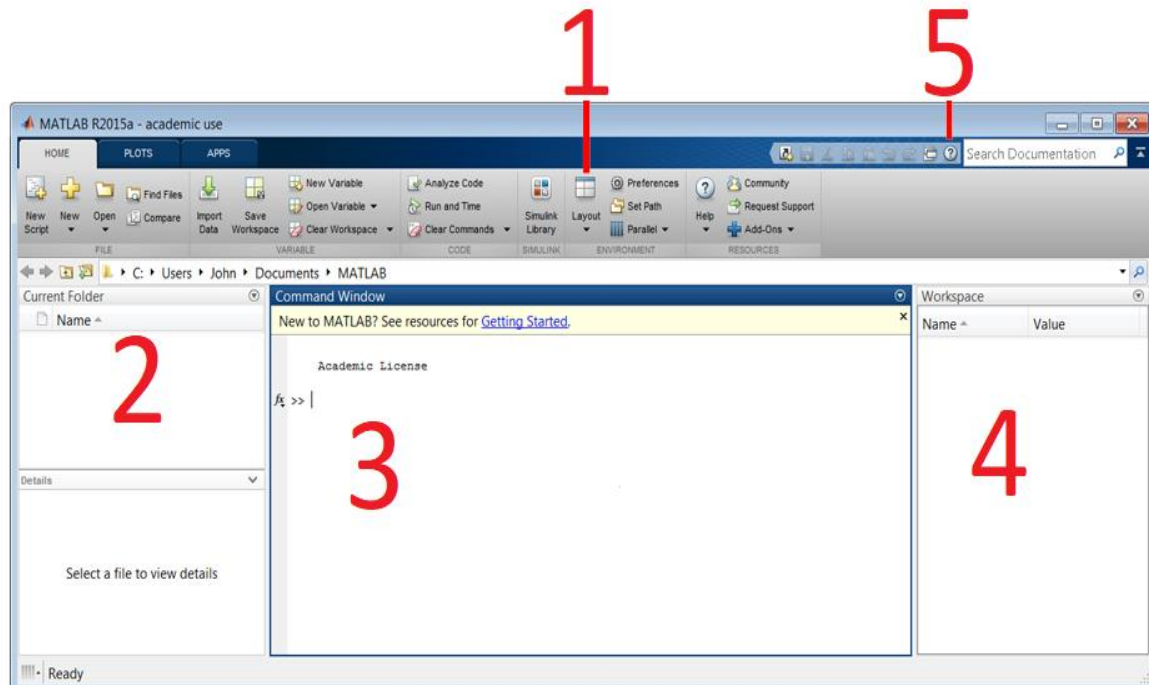 1
5
MATLAB R2015a - academic use
HOME PLOTS APPS
Search Documentation
New Script
New
Open
Find Files
Compare
FILE
Import Data
Save Workspace
New Variable
Open Variable
Clear Workspace
VARIABLE
Analyze Code
Run and Time
Clear Commands
CODE
Simulink Library
SIMULINK
Layout
Preferences
Set Path
Parallel
ENVIRONMENT
Help
Community
Request Support
Add-Ons
RESOURCES
C: Users John Documents MATLAB
Current Folder
Name
2
Details
Select a file to view details
Command Window
New to MATLAB? See resources for Getting Started.
Academic License
fx >>
3
Workspace
Name Value
4
Ready